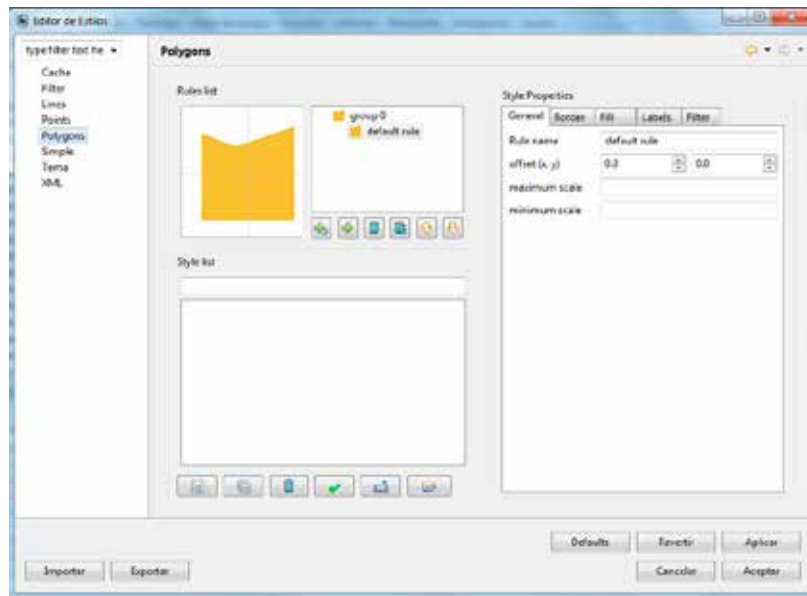 Editor de Estilos
type filter text he
Polygons
Cache
Filter
Lines
Points
Polygons
Simple
Tema
XML
Rules list
group 0
default rule
Style list
Style Properties
General Border Fill Labels Filter
Rule name default rule
offset (x, y) 0.0 0.0
maximum scale
minimum scale
Defaults Revertir Aplicar
Importar Exportar Cancelar Aceptar